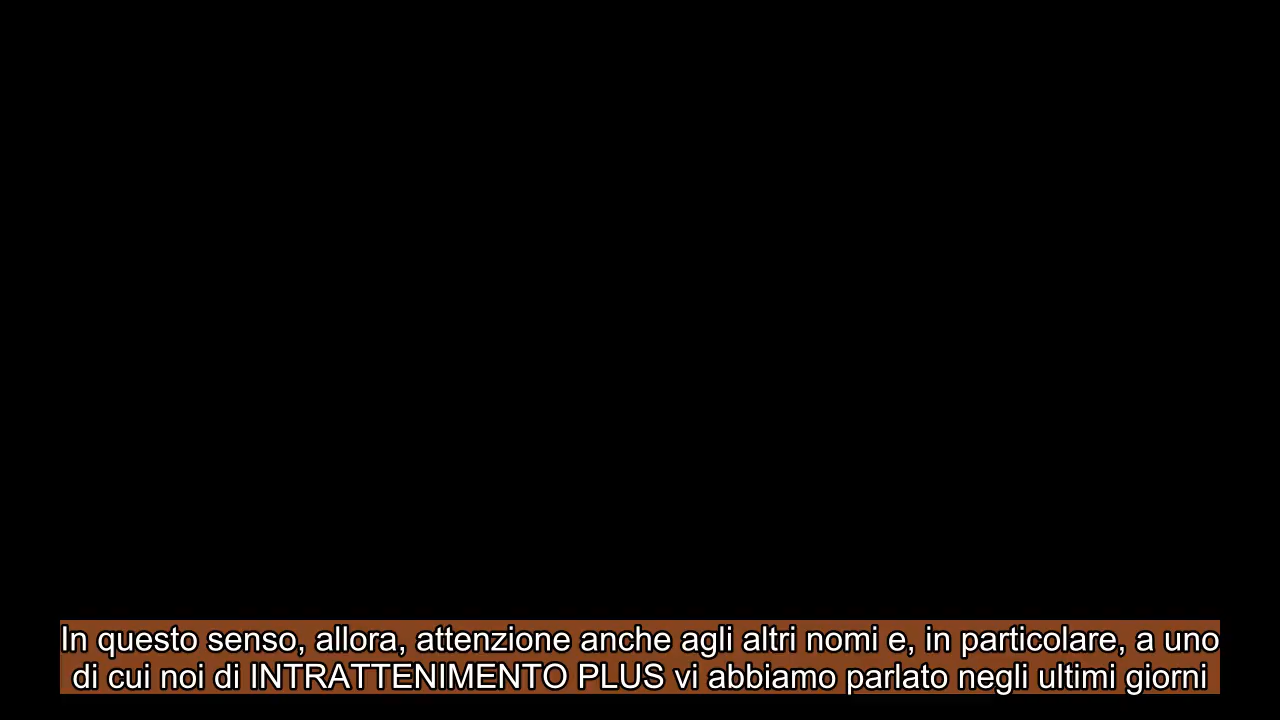 In questo senso, allora, attenzione anche agli altri nomi e, in particolare, a uno
di cui noi di INTRATTENIMENTO PLUS vi abbiamo parlato negli ultimi giorni